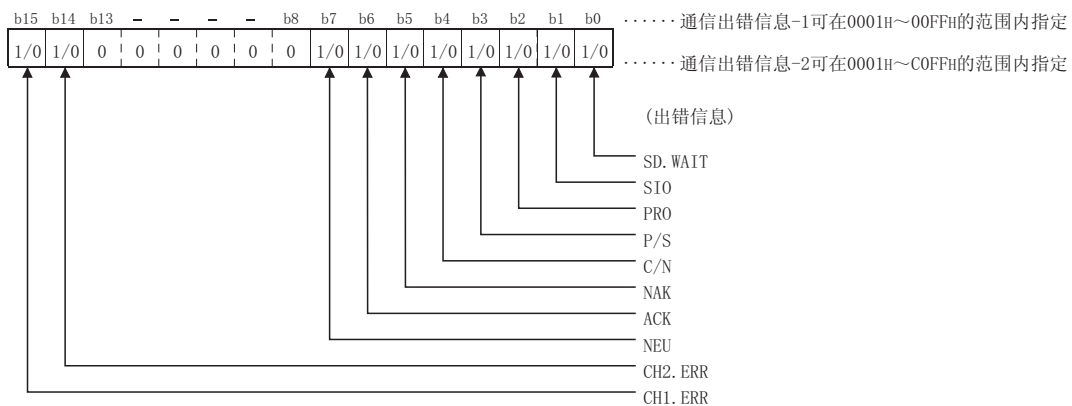 b15 b14 b13 － － － － b8 b7 b6 b5 b4 b3 b2 b1 b0 ······通信出错信息-1可在0001H～00FFH的范围内指定
1/0 1/0 0 0 0 0 0 0 1/0 1/0 1/0 1/0 1/0 1/0 1/0 1/0
······通信出错信息-2可在0001H～C0FFH的范围内指定
(出错信息)
SD.WAIT
SIO
PRO
P/S
C/N
NAK
ACK
NEU
CH2.ERR
CH1.ERR